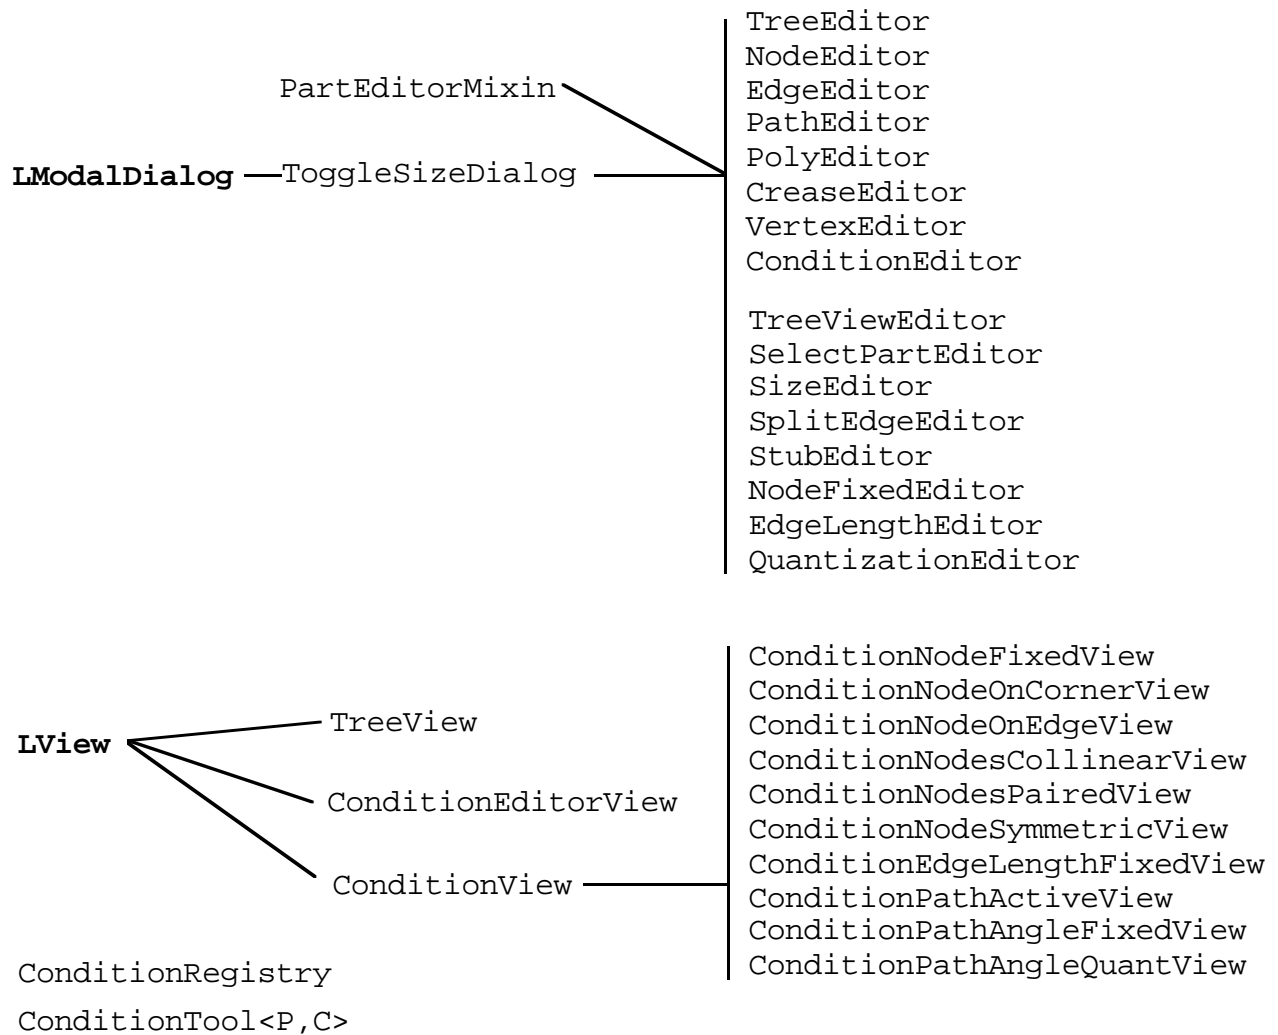 TreeEditor
NodeEditor
EdgeEditor
PathEditor
PolyEditor
CreaseEditor
VertexEditor
ConditionEditor
PartEditorMixin
LModalDialog
ToggleSizeDialog
TreeViewEditor
SelectPartEditor
SizeEditor
SplitEdgeEditor
StubEditor
NodeFixedEditor
EdgeLengthEditor
QuantizationEditor
LView
TreeView
ConditionEditorView
ConditionView
ConditionNodeFixedView
ConditionNodeOnCornerView
ConditionNodeOnEdgeView
ConditionNodesCollinearView
ConditionNodesPairedView
ConditionNodeSymmetricView
ConditionEdgeLengthFixedView
ConditionPathActiveView
ConditionPathAngleFixedView
ConditionPathAngleQuantView
ConditionRegistry
ConditionTool<P,C>